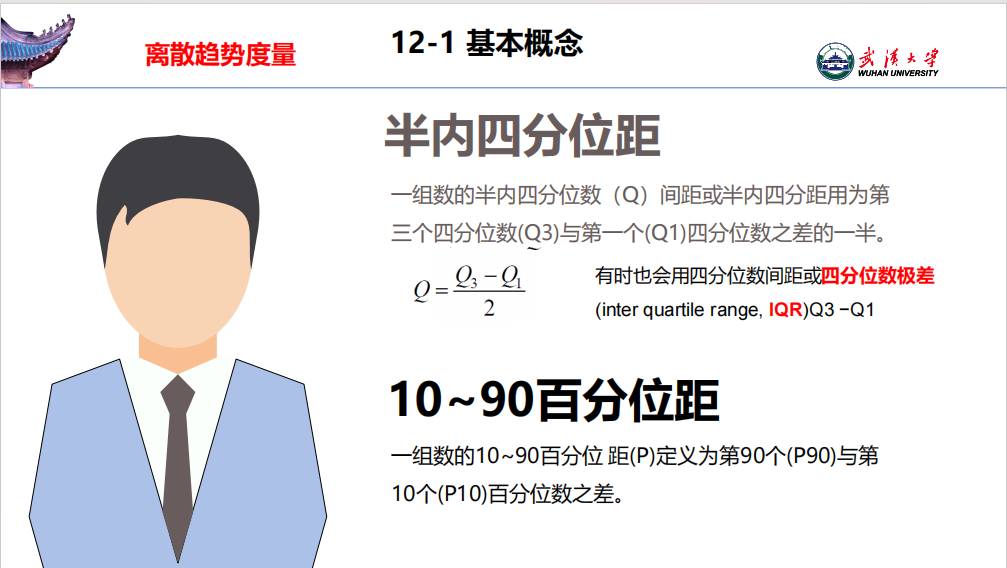 离散趋势度量
12-1 基本概念
武汉大学
WUHAN UNIVERSITY
半内四分位距
一组数的半内四分位数（Q）间距或半内四分距用为第
三个四分位数(Q3)与第一个(Q1)四分位数之差的一半。
Q = (Q₃ − Q₁) / 2
有时也会用四分位数间距或四分位数极差
(inter quartile range, IQR)Q3 −Q1
10~90百分位距
一组数的10~90百分位 距(P)定义为第90个(P90)与第
10个(P10)百分位数之差。